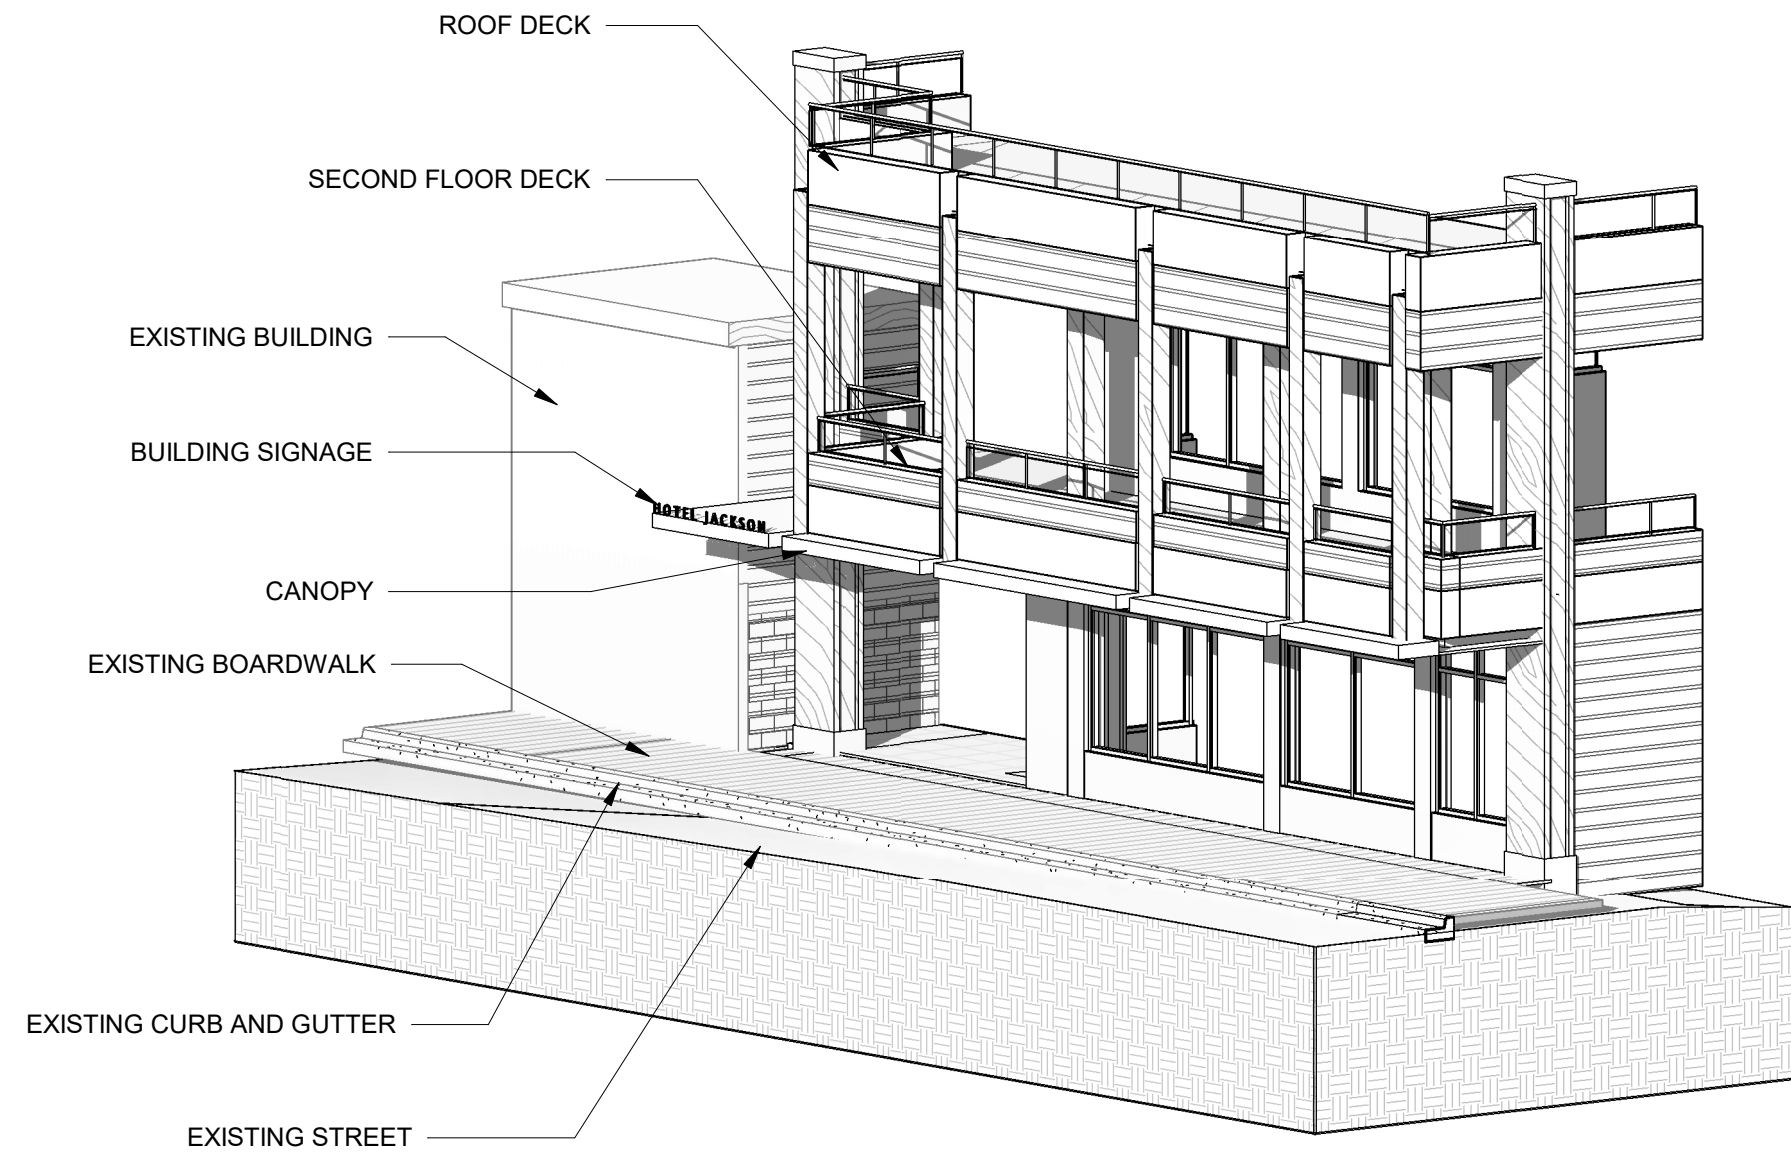 ROOF DECK
SECOND FLOOR DECK
EXISTING BUILDING
BUILDING SIGNAGE
HOTEL JACKSON
CANOPY
EXISTING BOARDWALK
EXISTING CURB AND GUTTER
EXISTING STREET